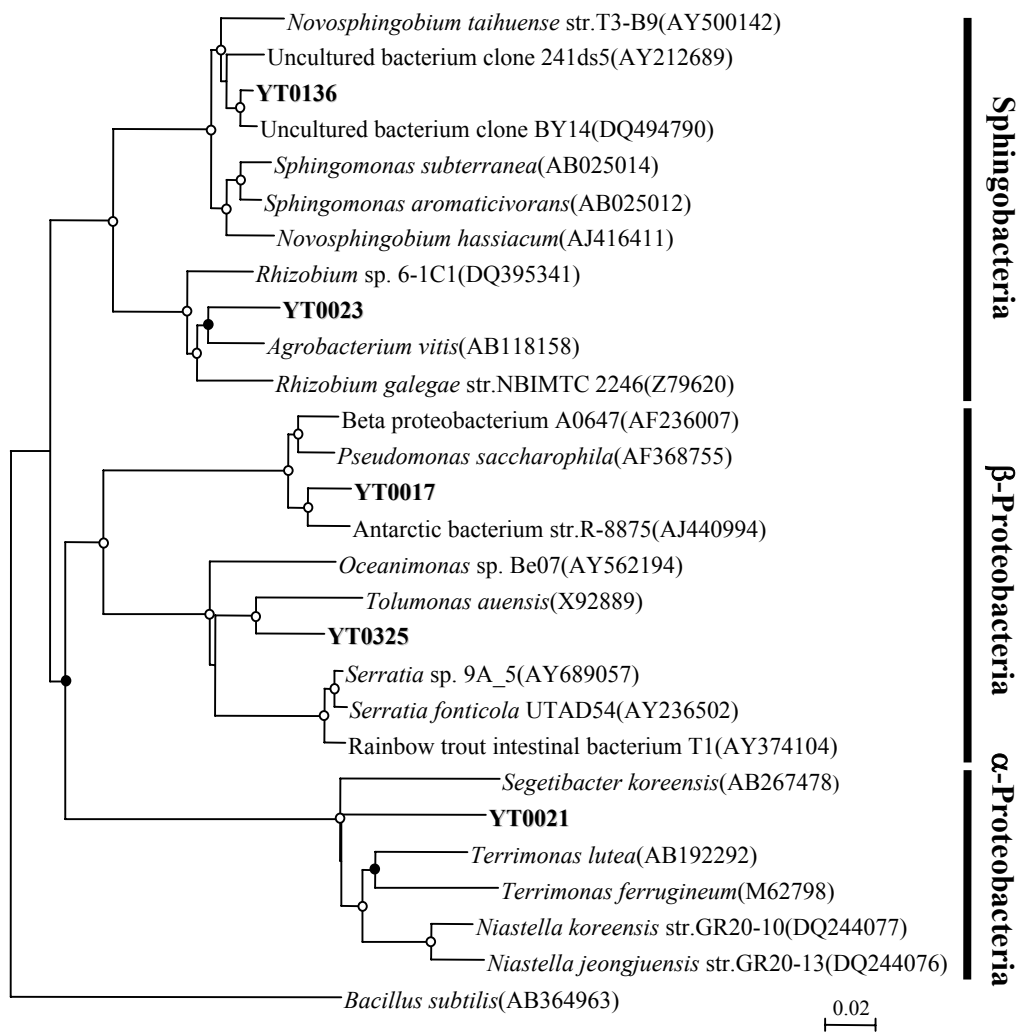 Novosphingobium taihuense str.T3-B9(AY500142)
Uncultured bacterium clone 241ds5(AY212689)
YT0136
Uncultured bacterium clone BY14(DQ494790)
Sphingomonas subterranea(AB025014)
Sphingomonas aromaticivorans(AB025012)
Novosphingobium hassiacum(AJ416411)
Rhizobium sp. 6-1C1(DQ395341)
YT0023
Agrobacterium vitis(AB118158)
Rhizobium galegae str.NBIMTC 2246(Z79620)
Sphingobacteria
Beta proteobacterium A0647(AF236007)
Pseudomonas saccharophila(AF368755)
YT0017
Antarctic bacterium str.R-8875(AJ440994)
Oceanimonas sp. Be07(AY562194)
Tolumonas auensis(X92889)
YT0325
Serratia sp. 9A_5(AY689057)
Serratia fonticola UTAD54(AY236502)
Rainbow trout intestinal bacterium T1(AY374104)
β-Proteobacteria
Segetibacter koreensis(AB267478)
YT0021
Terrimonas lutea(AB192292)
Terrimonas ferrugineum(M62798)
Niastella koreensis str.GR20-10(DQ244077)
Niastella jeongjuensis str.GR20-13(DQ244076)
α-Proteobacteria
Bacillus subtilis(AB364963)
0.02